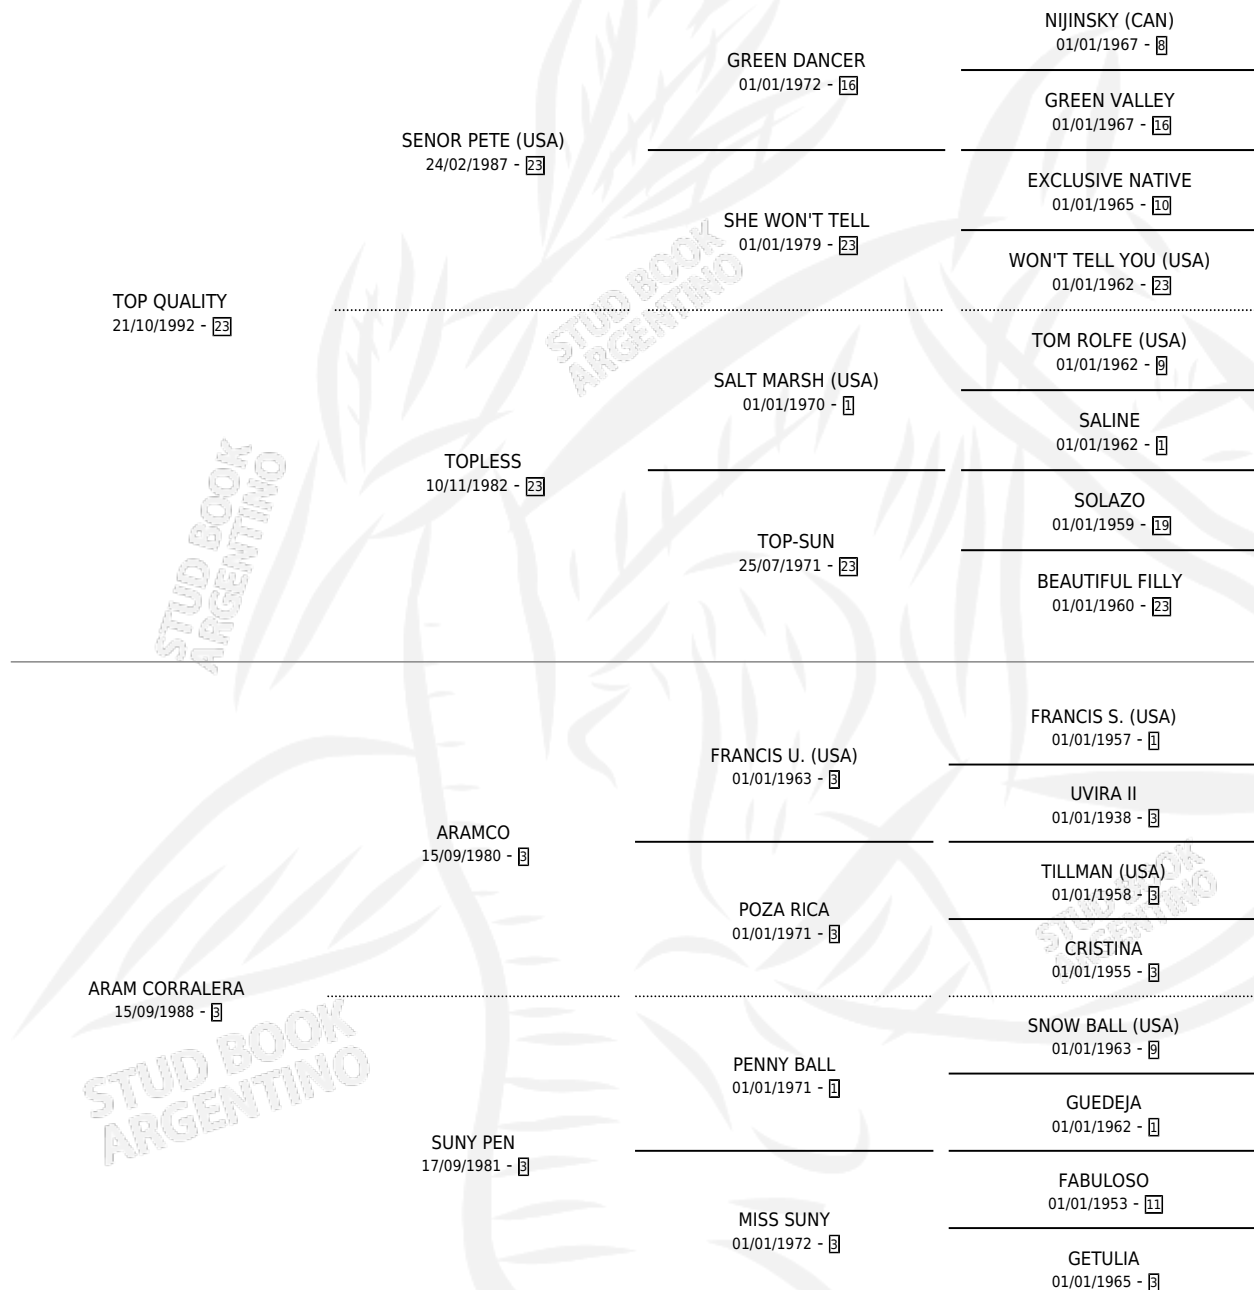 NIJINSKY (CAN)
01/01/1967 - 8
GREEN DANCER
01/01/1972 - 16
GREEN VALLEY
01/01/1967 - 16
SENOR PETE (USA)
24/02/1987 - 23
EXCLUSIVE NATIVE
01/01/1965 - 10
SHE WON'T TELL
01/01/1979 - 23
WON'T TELL YOU (USA)
01/01/1962 - 23
TOP QUALITY
21/10/1992 - 23
TOM ROLFE (USA)
01/01/1962 - 9
SALT MARSH (USA)
01/01/1970 - 1
SALINE
01/01/1962 - 1
TOPLESS
10/11/1982 - 23
SOLAZO
01/01/1959 - 19
TOP-SUN
25/07/1971 - 23
BEAUTIFUL FILLY
01/01/1960 - 23
FRANCIS S. (USA)
01/01/1957 - 1
FRANCIS U. (USA)
01/01/1963 - 3
UVIRA II
01/01/1938 - 3
ARAMCO
15/09/1980 - 3
TILLMAN (USA)
01/01/1958 - 3
POZA RICA
01/01/1971 - 3
CRISTINA
01/01/1955 - 3
ARAM CORRALERA
15/09/1988 - 3
SNOW BALL (USA)
01/01/1963 - 9
PENNY BALL
01/01/1971 - 1
GUEDEJA
01/01/1962 - 1
SUNY PEN
17/09/1981 - 3
FABULOSO
01/01/1953 - 11
MISS SUNY
01/01/1972 - 3
GETULIA
01/01/1965 - 3
STUD BOOK
ARGENTINO
STUD BOOK
ARGENTINO
STUD BOOK
ARGENTINO
STUD BOOK
ARGENTINO